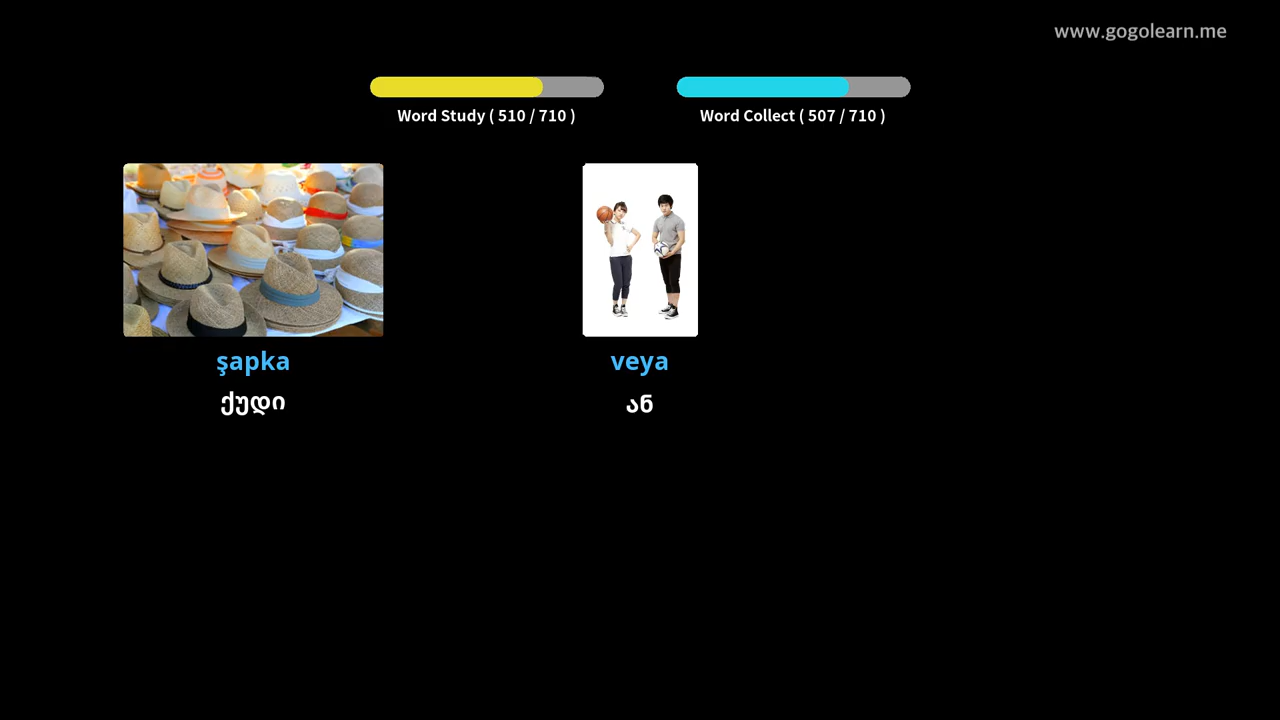 www.gogolearn.me
Word Study ( 510 / 710 )
Word Collect ( 507 / 710 )
şapka
ქუდი
veya
ან